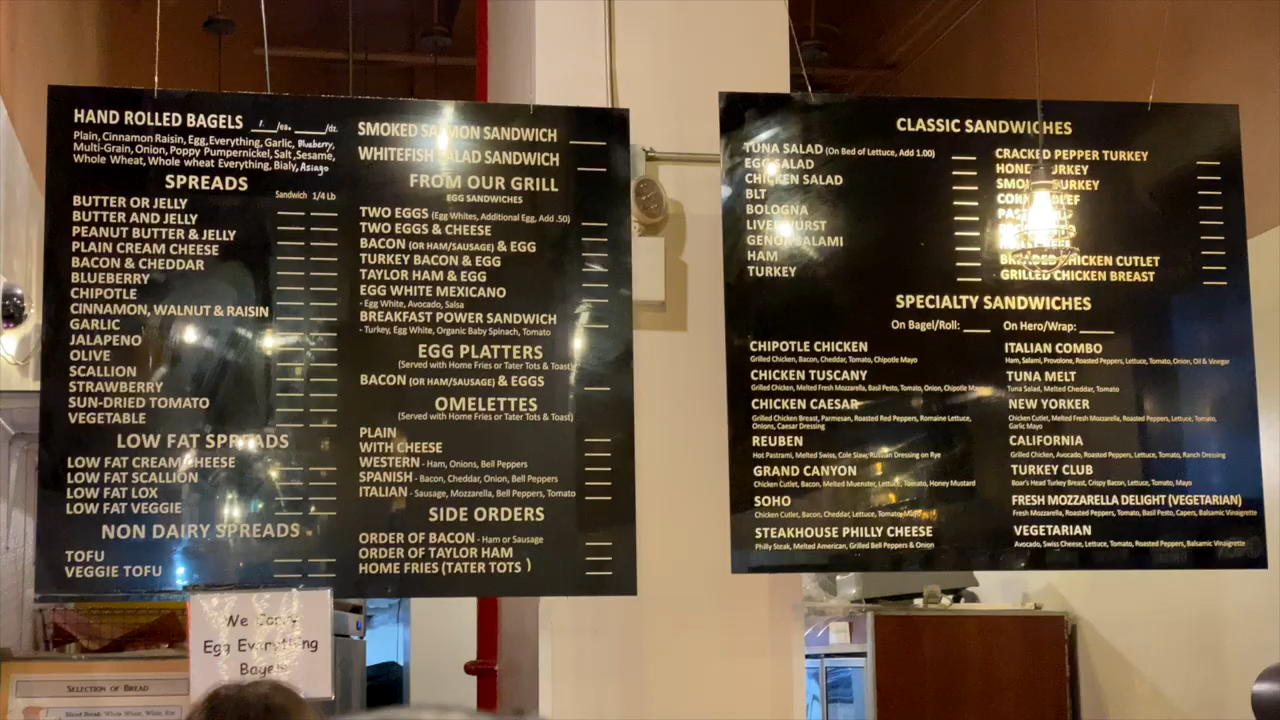 HAND ROLLED BAGELS 1. /ea. /dz.
Plain, Cinnamon Raisin, Egg, Everything, Garlic, Blueberry,
Multi-Grain, Onion, Poppy Pumpernickel, Salt, Sesame,
Whole Wheat, Whole wheat Everything, Bialy, Asiago
SPREADS
Sandwich 1/4 Lb
BUTTER OR JELLY
BUTTER AND JELLY
PEANUT BUTTER & JELLY
PLAIN CREAM CHEESE
BACON & CHEDDAR
BLUEBERRY
CHIPOTLE
CINNAMON, WALNUT & RAISIN
GARLIC
JALAPENO
OLIVE
SCALLION
STRAWBERRY
SUN-DRIED TOMATO
VEGETABLE
LOW FAT SPREADS
LOW FAT CREAM CHEESE
LOW FAT SCALLION
LOW FAT LOX
LOW FAT VEGGIE
NON DAIRY SPREADS
TOFU
VEGGIE TOFU
SMOKED SALMON SANDWICH
WHITEFISH SALAD SANDWICH
FROM OUR GRILL
EGG SANDWICHES
TWO EGGS (Egg Whites, Additional Egg, Add .50)
TWO EGGS & CHEESE
BACON (OR HAM/SAUSAGE) & EGG
TURKEY BACON & EGG
TAYLOR HAM & EGG
EGG WHITE MEXICANO
- Egg White, Avocado, Salsa
BREAKFAST POWER SANDWICH
- Turkey, Egg White, Organic Baby Spinach, Tomato
EGG PLATTERS
(Served with Home Fries or Tater Tots & Toast)
BACON (OR HAM/SAUSAGE) & EGGS
OMELETTES
(Served with Home Fries or Tater Tots & Toast)
PLAIN
WITH CHEESE
WESTERN - Ham, Onions, Bell Peppers
SPANISH - Bacon, Cheddar, Onion, Bell Peppers
ITALIAN - Sausage, Mozzarella, Bell Peppers, Tomato
SIDE ORDERS
ORDER OF BACON - Ham or Sausage
ORDER OF TAYLOR HAM
HOME FRIES (TATER TOTS )
CLASSIC SANDWICHES
TUNA SALAD (On Bed of Lettuce, Add 1.00)
EGG SALAD
CHICKEN SALAD
BLT
BOLOGNA
LIVERWURST
GENOA SALAMI
HAM
TURKEY
CRACKED PEPPER TURKEY
HONEY TURKEY
SMOKED TURKEY
CORNED BEEF
BREADED CHICKEN CUTLET
GRILLED CHICKEN BREAST
SPECIALTY SANDWICHES
On Bagel/Roll: On Hero/Wrap:
CHIPOTLE CHICKEN
Grilled Chicken, Bacon, Cheddar, Tomato, Chipotle Mayo
CHICKEN TUSCANY
Grilled Chicken, Melted Fresh Mozzarella, Basil Pesto, Tomato, Onion, Chipotle Mayo
CHICKEN CAESAR
Grilled Chicken Breast, Parmesan, Roasted Red Peppers, Romaine Lettuce,
Onions, Caesar Dressing
REUBEN
Hot Pastrami, Melted Swiss, Cole Slaw, Russian Dressing on Rye
GRAND CANYON
Chicken Cutlet, Bacon, Melted Muenster, Lettuce, Tomato, Honey Mustard
SOHO
Chicken Cutlet, Bacon, Cheddar, Lettuce, Tomato, Mayo
STEAKHOUSE PHILLY CHEESE
Philly Steak, Melted American, Grilled Bell Peppers & Onion
ITALIAN COMBO
Ham, Salami, Provolone, Roasted Peppers, Lettuce, Tomato, Onion, Oil & Vinegar
TUNA MELT
Tuna Salad, Melted Cheddar, Tomato
NEW YORKER
Chicken Cutlet, Melted Fresh Mozzarella, Roasted Peppers, Lettuce, Tomato,
Garlic Mayo
CALIFORNIA
Grilled Chicken, Avocado, Roasted Peppers, Lettuce, Tomato, Ranch Dressing
TURKEY CLUB
Boar's Head Turkey Breast, Crispy Bacon, Lettuce, Tomato, Mayo
FRESH MOZZARELLA DELIGHT (VEGETARIAN)
Fresh Mozzarella, Roasted Peppers, Tomato, Basil Pesto, Capers, Balsamic Vinaigrette
VEGETARIAN
Avocado, Swiss Cheese, Lettuce, Tomato, Roasted Peppers, Balsamic Vinaigrette
We Carry
Egg Everything
Bagels
SELECTION OF BREAD